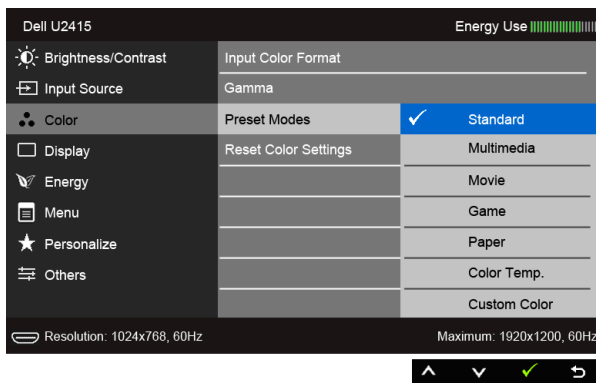 Dell U2415
Energy Use
Brightness/Contrast
Input Source
Color
Display
Energy
Menu
Personalize
Others
Input Color Format
Gamma
Preset Modes
Reset Color Settings
Standard
Multimedia
Movie
Game
Paper
Color Temp.
Custom Color
Resolution: 1024x768, 60Hz
Maximum: 1920x1200, 60Hz